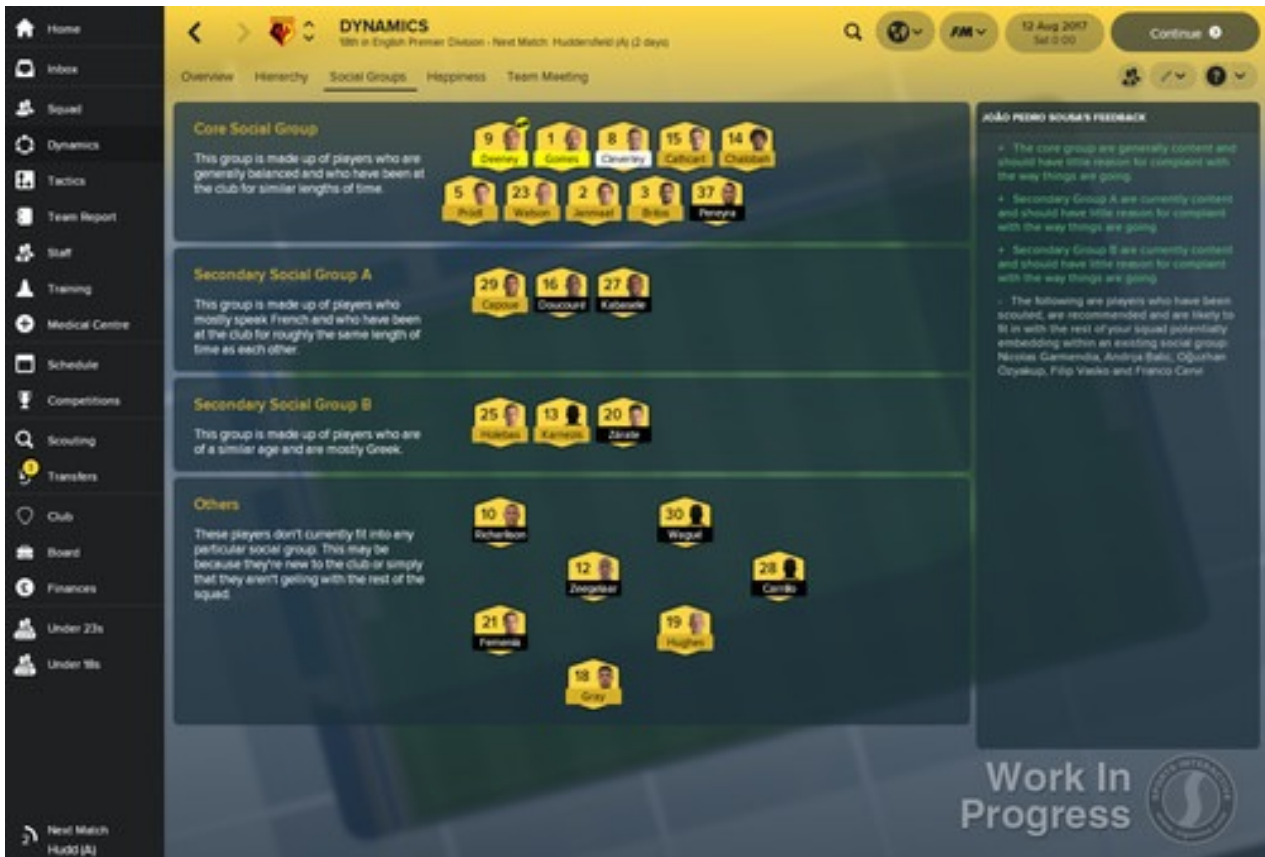 Home
Inbox
Squad
Dynamics
Tactics
Team Report
Staff
Training
Medical Centre
Schedule
Competitions
Scouting
1
Transfers
Club
Board
Finances
Under 23s
Under 18s
Next Match
Hudd (A)
DYNAMICS
18th in English Premier Division - Next Match: Huddersfield (A) (2 days)
FM
12 Aug 2017
Sat 0:00
Continue
Overview Hierarchy Social Groups Happiness Team Meeting
Core Social Group
This group is made up of players who are
generally balanced and who have been at
the club for similar lengths of time.
9 1 8 15 14
Deeney Gomes Cleverley Cathcart Chalobah
5 23 2 3 37
Prödl Watson Janmaat Britos Pereyra
Secondary Social Group A
This group is made up of players who
mostly speak French and who have been
at the club for roughly the same length of
time as each other.
29 16 27
Capoue Doucouré Kabasele
Secondary Social Group B
This group is made up of players who are
of a similar age and are mostly Greek.
25 13 20
Holebas Karnezis Zárate
Others
These players don't currently fit into any
particular social group. This may be
because they're new to the club or simply
that they aren't gelling with the rest of the
squad.
10 30
Richarlison Wagué
12 28
Zeegelaar Carrillo
21 19
Femenía Hughes
18
Gray
JOÃO PEDRO SOUSA'S FEEDBACK
+ The core group are generally content and
should have little reason for complaint with
the way things are going.
+ Secondary Group A are currently content
and should have little reason for complaint
with the way things are going.
+ Secondary Group B are currently content
and should have little reason for complaint
with the way things are going.
- The following are players who have been
scouted, are recommended and are likely to
fit in with the rest of your squad potentially
embedding within an existing social group:
Nicolas Garmendia, Andrija Balic, Oğuzhan
Özyakup, Filip Vasko and Franco Cervi
Work In
Progress
SPORTS INTERACTIVE